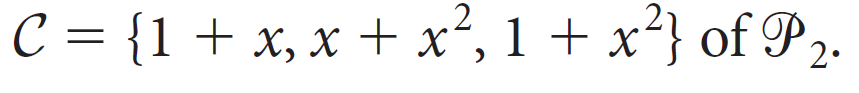 𝒞 = {1 + x, x + x², 1 + x²} of 𝒫₂.